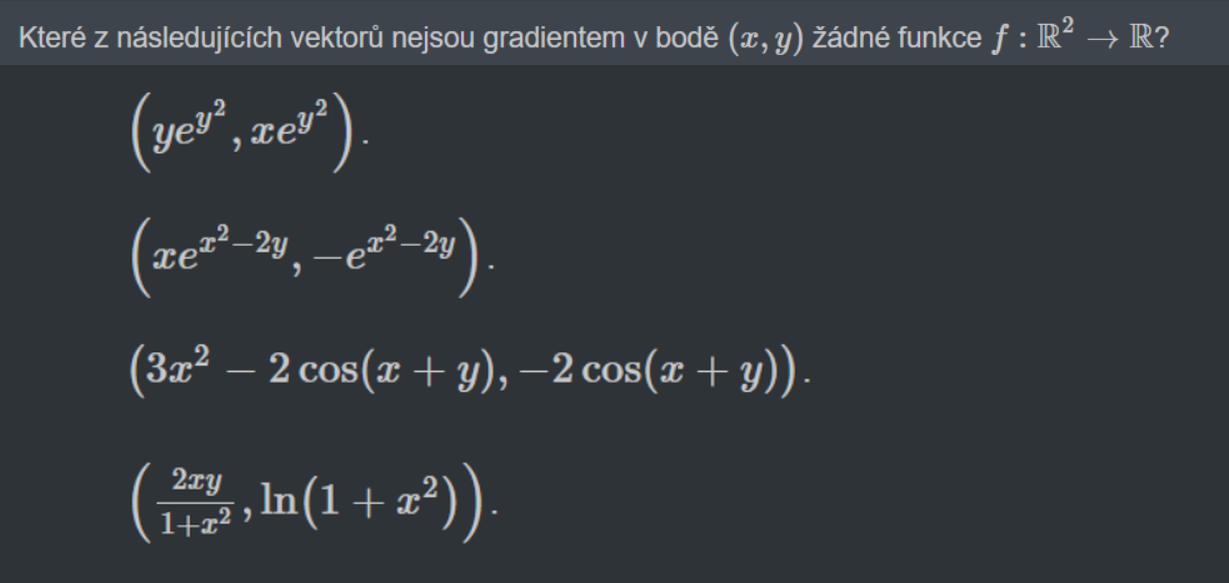 Které z následujících vektorů nejsou gradientem v bodě $(x, y)$ žádné funkce $f : \mathbb{R}^2 \to \mathbb{R}$?
$\left(ye^{y^2}, xe^{y^2}\right).$
$\left(xe^{x^2-2y}, -e^{x^2-2y}\right).$
$\left(3x^2 - 2\cos(x + y), -2\cos(x + y)\right).$
$\left(\frac{2xy}{1+x^2}, \ln(1 + x^2)\right).$